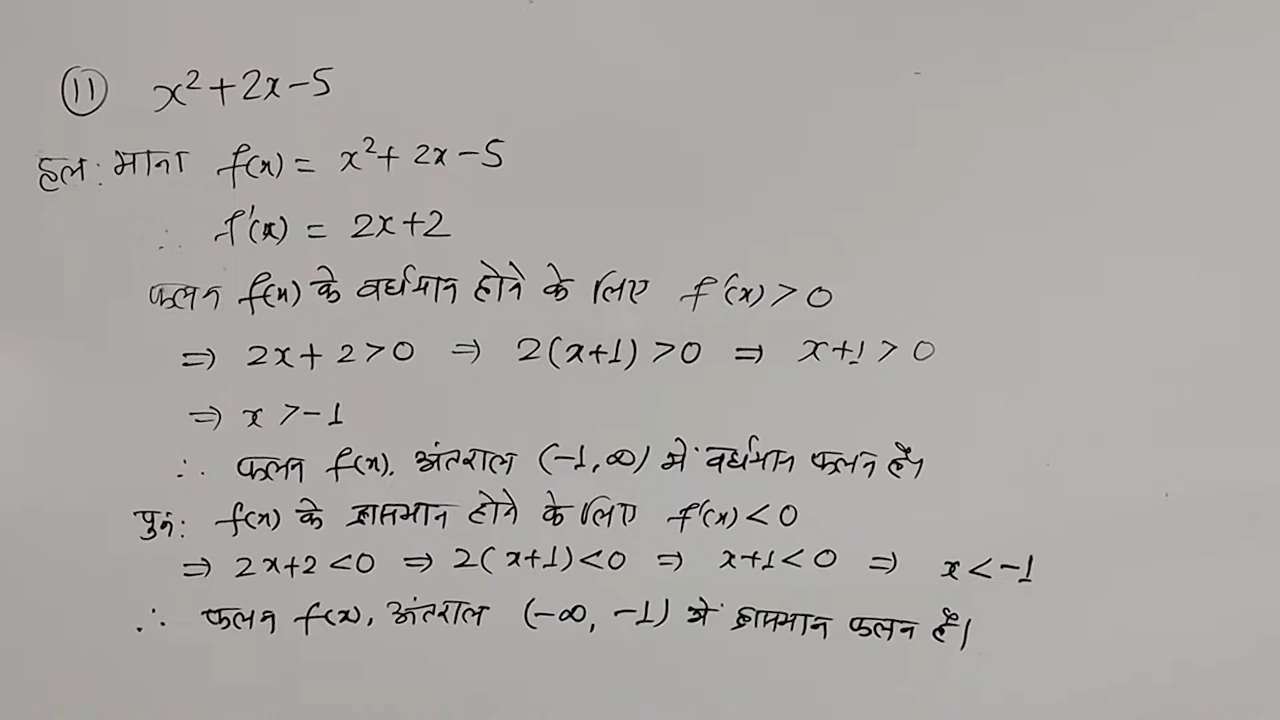 ⑪ x² + 2x - 5
हल: माना f(x) = x² + 2x - 5
∴ f'(x) = 2x + 2
फलन f(x) के वर्धमान होने के लिए f'(x) > 0
⇒ 2x + 2 > 0 ⇒ 2(x+1) > 0 ⇒ x+1 > 0
⇒ x > -1
∴ फलन f(x), अंतराल (-1, ∞) में वर्धमान फलन है।
पुन: f(x) के ह्रासमान होने के लिए f'(x) < 0
⇒ 2x+2 < 0 ⇒ 2(x+1) < 0 ⇒ x+1 < 0 ⇒ x < -1
∴ फलन f(x), अंतराल (-∞, -1) में ह्रासमान फलन है।